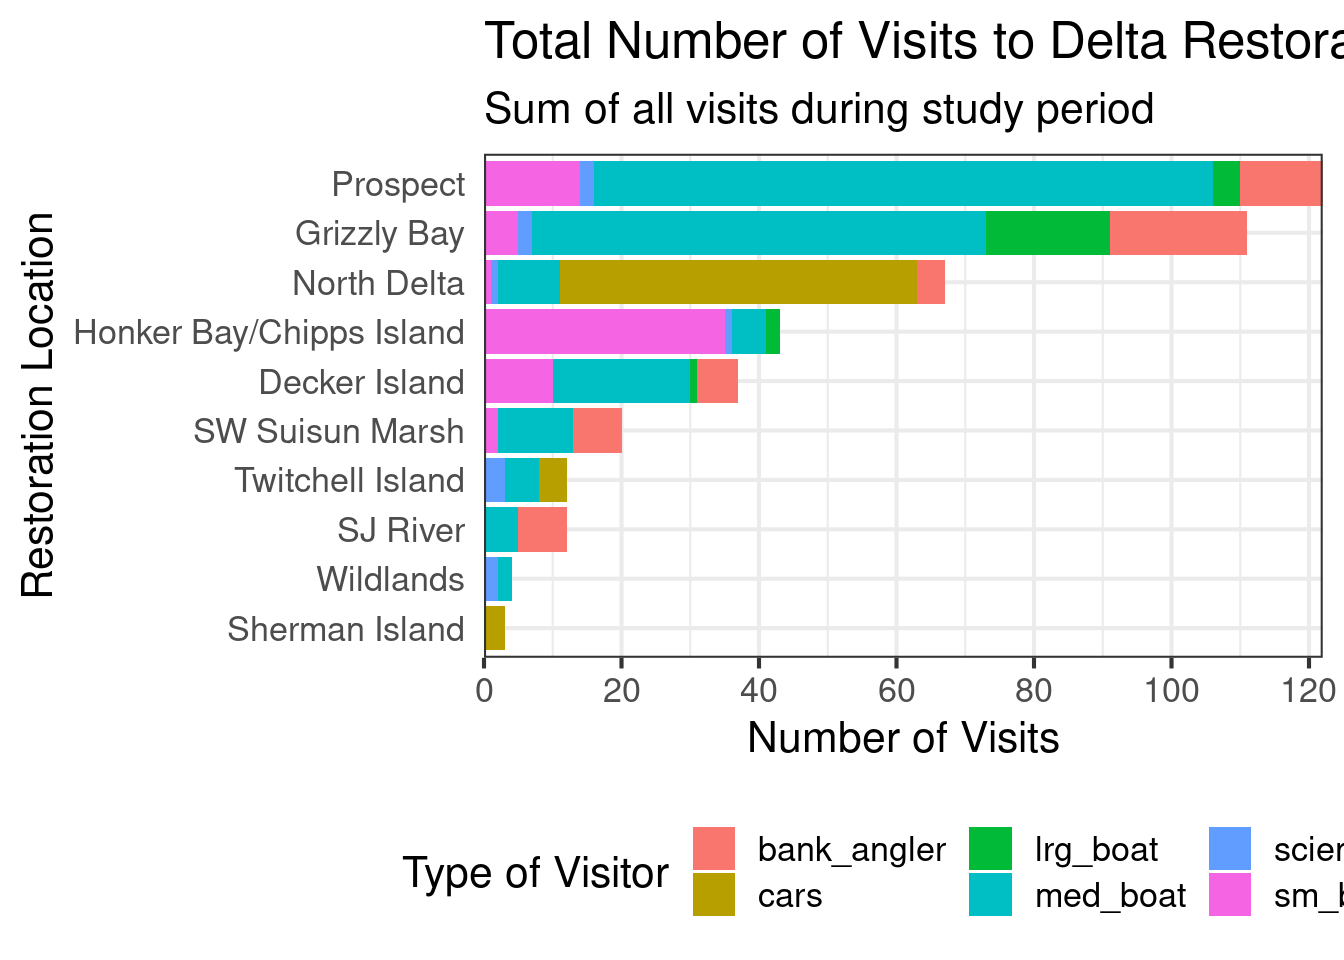 Total Number of Visits to Delta
Sum of all visits during study period
Restoration Location
Prospect
Grizzly Bay
North Delta
Honker Bay/Chipps Island
Decker Island
SW Suisun Marsh
Twitchell Island
SJ River
Wildlands
Sherman Island
0 20 40 60 80 100 120
Number of Visits
Type of Visitor
bank_angler lrg_boat
cars med_boat